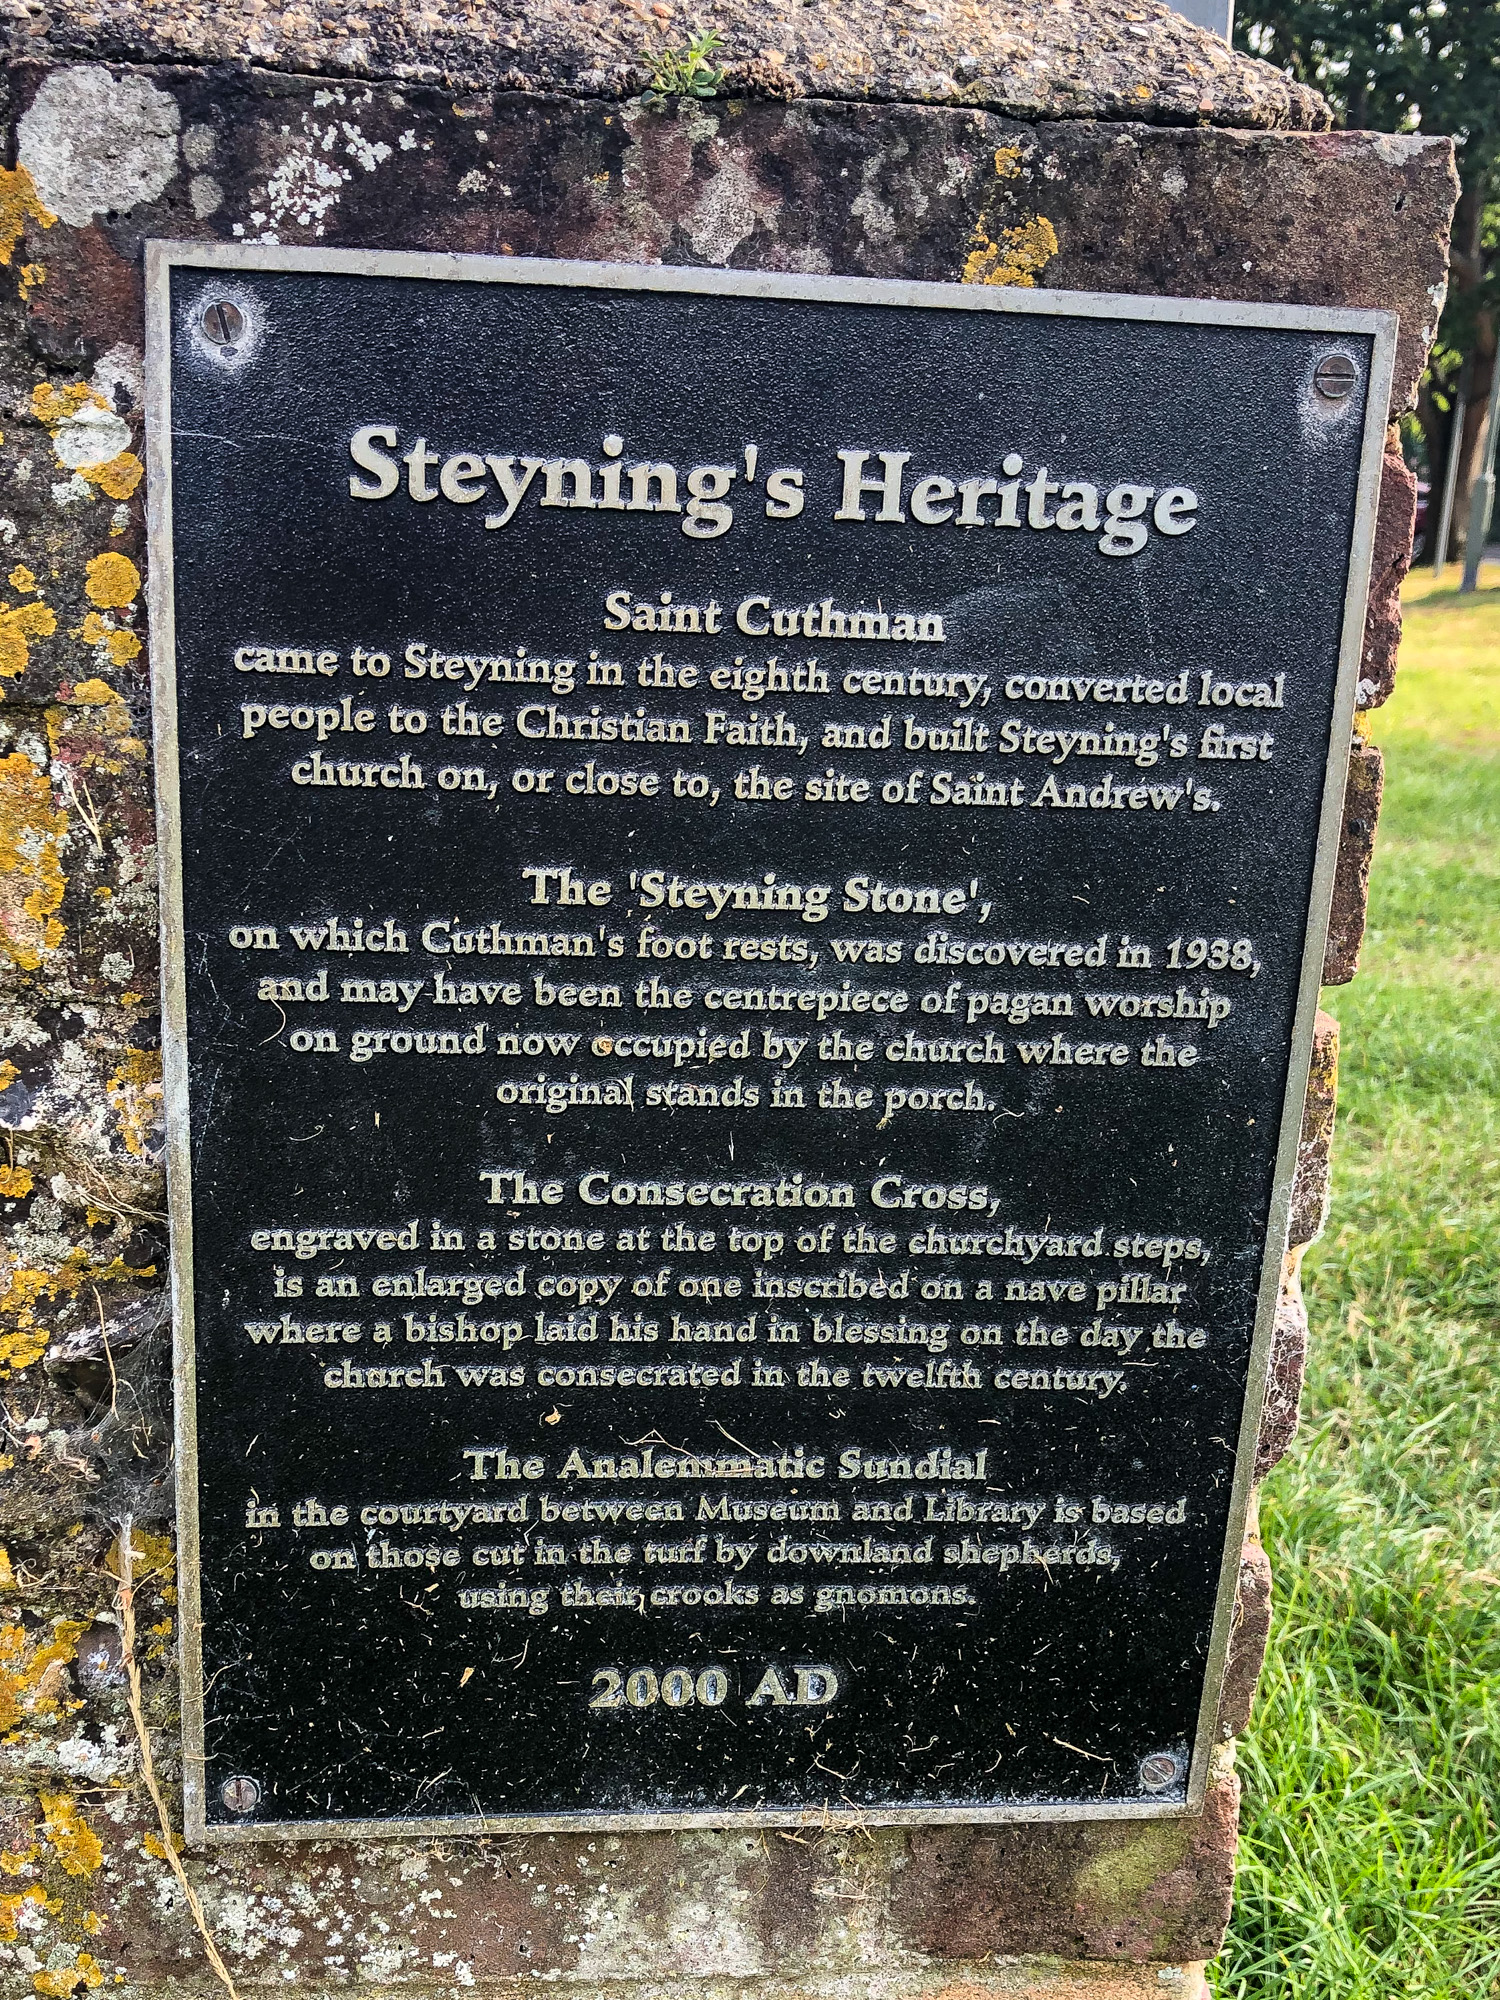 Steyning's Heritage
Saint Cuthman
came to Steyning in the eighth century, converted local
people to the Christian Faith, and built Steyning's first
church on, or close to, the site of Saint Andrew's.
The 'Steyning Stone',
on which Cuthman's foot rests, was discovered in 1938,
and may have been the centrepiece of pagan worship
on ground now occupied by the church where the
original stands in the porch.
The Consecration Cross,
engraved in a stone at the top of the churchyard steps,
is an enlarged copy of one inscribed on a nave pillar
where a bishop laid his hand in blessing on the day the
church was consecrated in the twelfth century.
The Analemmatic Sundial
in the courtyard between Museum and Library is based
on those cut in the turf by downland shepherds,
using their crooks as gnomons.
2000 AD